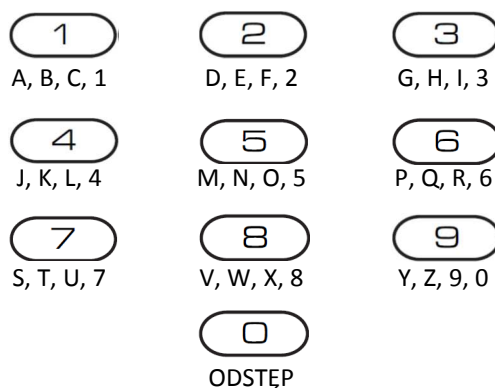 1 2 3
A, B, C, 1 D, E, F, 2 G, H, I, 3
4 5 6
J, K, L, 4 M, N, O, 5 P, Q, R, 6
7 8 9
S, T, U, 7 V, W, X, 8 Y, Z, 9, 0
0
ODSTĘP